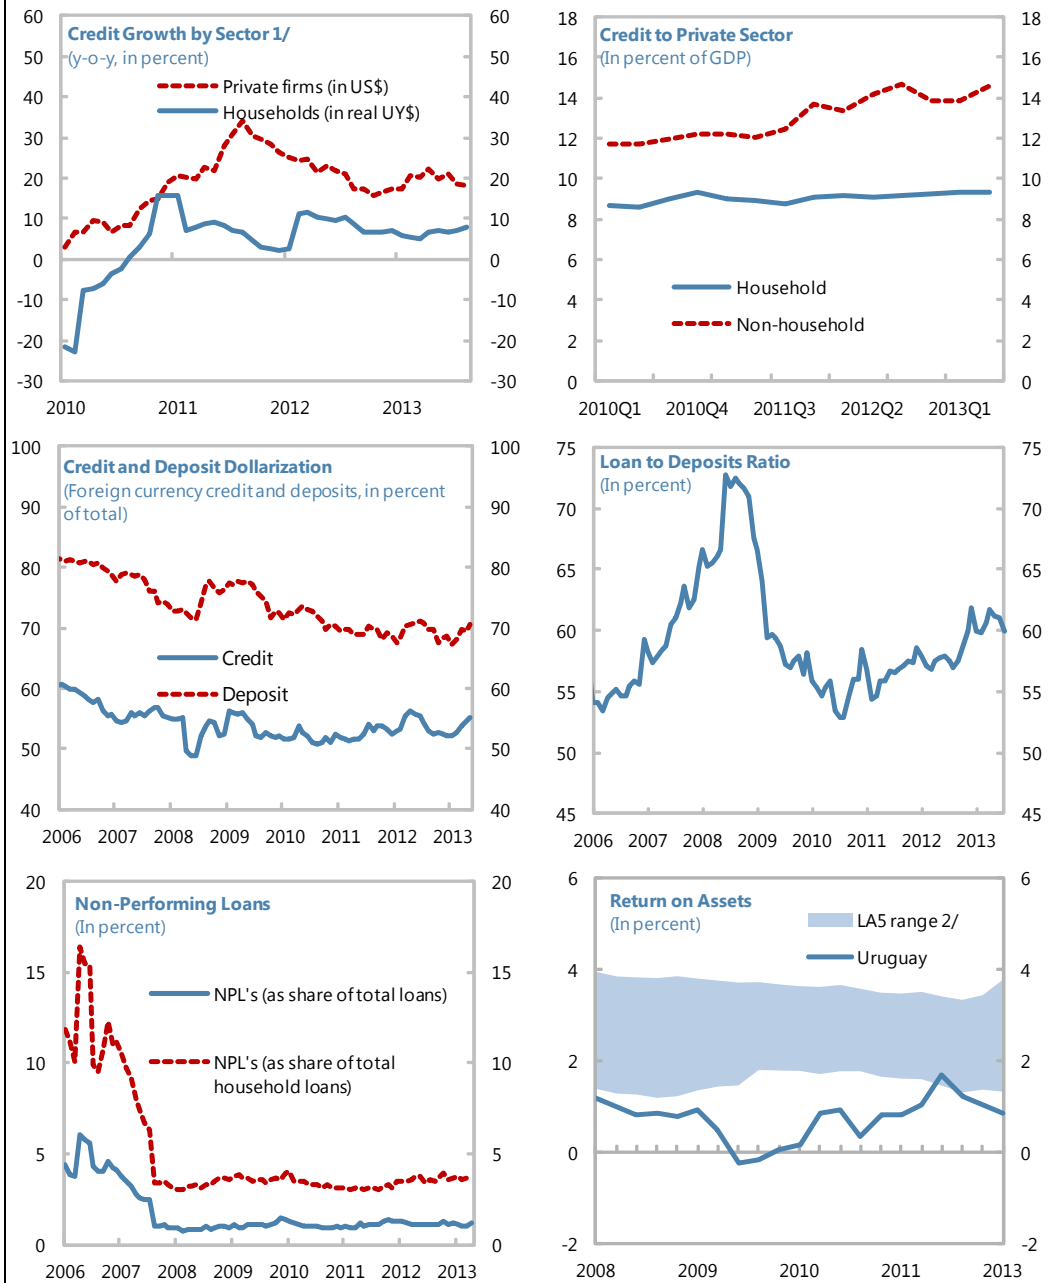 Credit Growth by Sector 1/
(y-o-y, in percent)
Private firms (in US$)
Households (in real UY$)
60 60
50 50
40 40
30 30
20 20
10 10
0 0
-10 -10
-20 -20
-30 -30
2010 2011 2012 2013
Credit to Private Sector
(In percent of GDP)
18 18
16 16
14 14
12 12
10 10
8 8
6 6
4 4
2 2
0 0
Household
Non-household
2010Q1 2010Q4 2011Q3 2012Q2 2013Q1
Credit and Deposit Dollarization
(Foreign currency credit and deposits, in percent
of total)
100 100
90 90
80 80
70 70
60 60
50 50
40 40
Credit
Deposit
2006 2007 2008 2009 2010 2011 2012 2013
Loan to Deposits Ratio
(In percent)
75 75
70 70
65 65
60 60
55 55
50 50
45 45
2006 2007 2008 2009 2010 2011 2012 2013
Non-Performing Loans
(In percent)
20 20
15 15
10 10
5 5
0 0
NPL's (as share of total loans)
NPL's (as share of total
household loans)
2006 2007 2008 2009 2010 2011 2012 2013
Return on Assets
(In percent)
LA5 range 2/
Uruguay
6 6
4 4
2 2
0 0
-2 -2
2008 2009 2010 2011 2012 2013